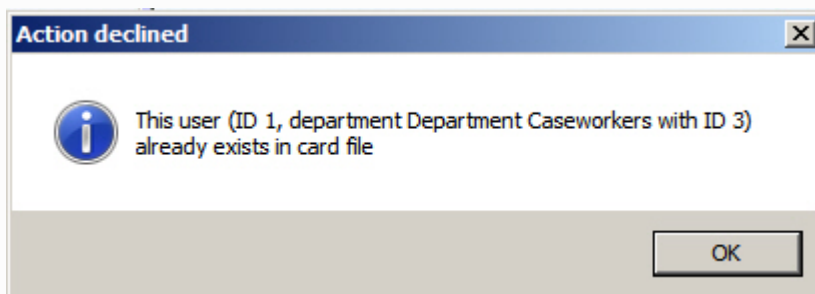 Action declined
This user (ID 1, department Department Caseworkers with ID 3)
already exists in card file
OK